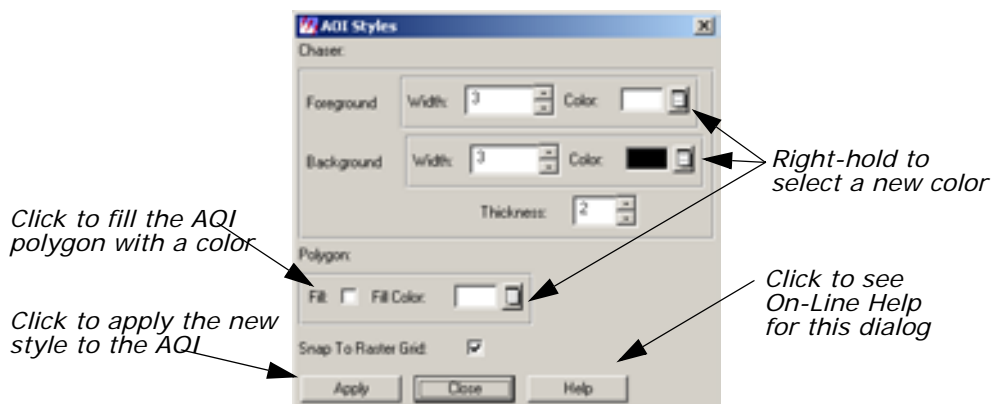 AOI Styles
Chaser:
Foreground Width: 3 Color:
Background Width: 3 Color:
Right-hold to
select a new color
Thickness: 2
Click to fill the AOI
polygon with a color
Polygon:
Fill: Fill Color:
Click to see
On-Line Help
for this dialog
Click to apply the new
style to the AOI
Snap To Raster Grid:
Apply Close Help